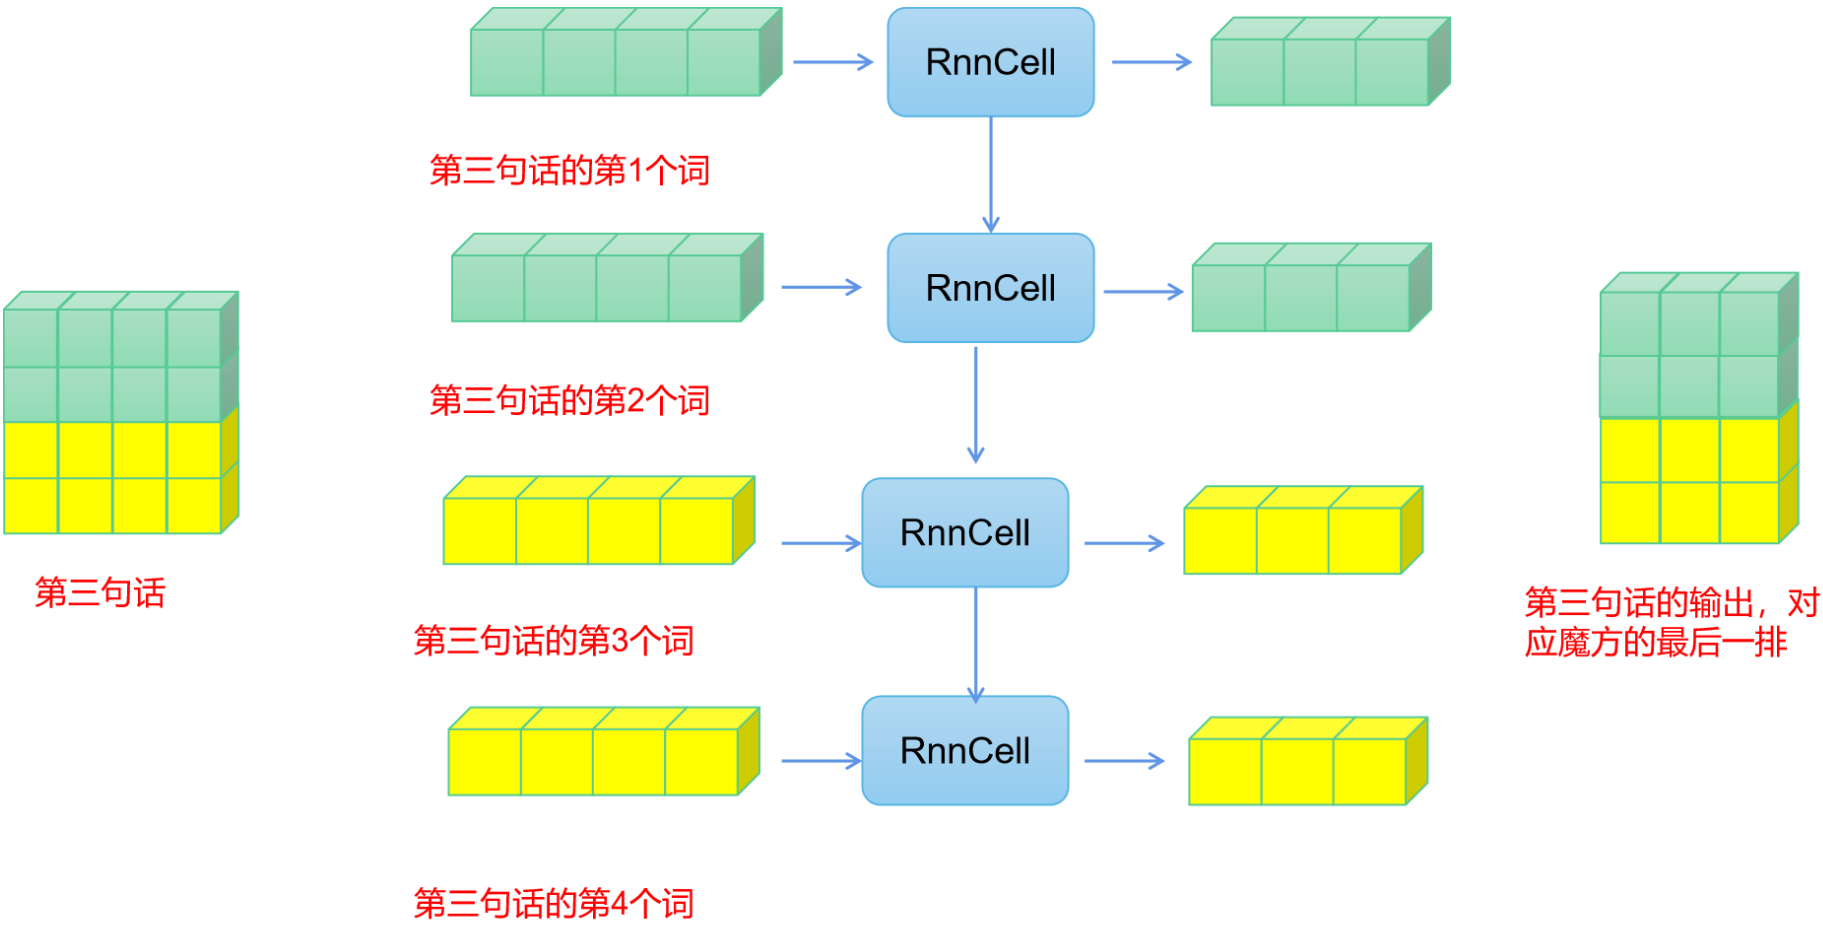 RnnCell
第三句话的第1个词
RnnCell
第三句话的第2个词
RnnCell
第三句话
第三句话的输出，对
应魔方的最后一排
第三句话的第3个词
RnnCell
第三句话的第4个词